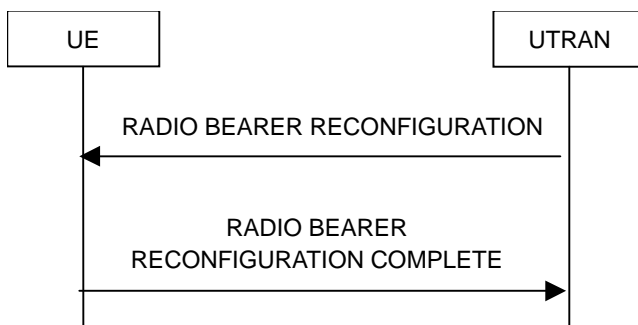 UE
UTRAN
RADIO BEARER RECONFIGURATION
RADIO BEARER
RECONFIGURATION COMPLETE